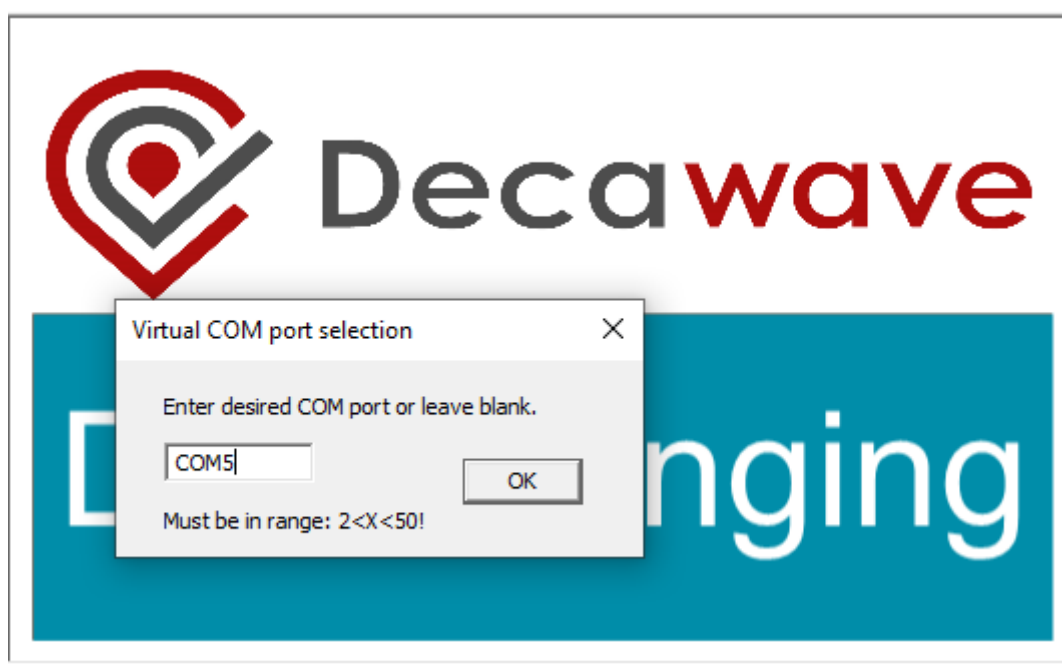 Decawave
Virtual COM port selection
Enter desired COM port or leave blank.
COM5
OK
Must be in range: 2<X<50!
nging